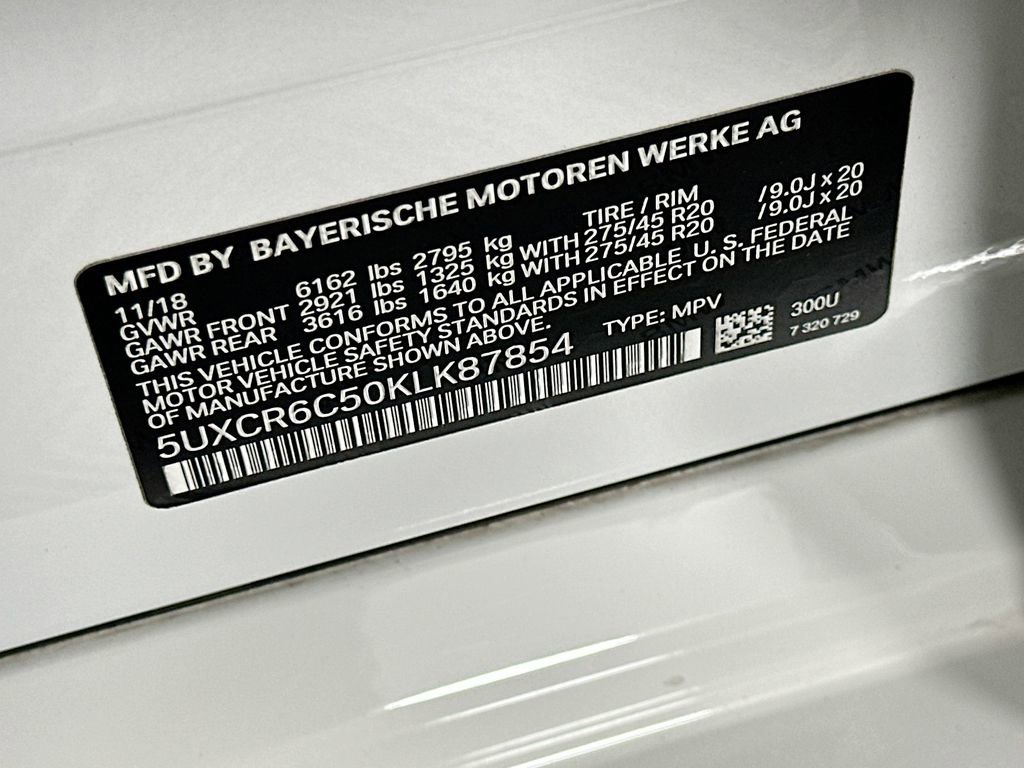 MFD BY BAYERISCHE MOTOREN WERKE AG
11/18 TIRE / RIM
GVWR 6162 lbs 2795 kg
GAWR FRONT 2921 lbs 1325 kg WITH 275/45 R20 /9.0J x 20
GAWR REAR 3616 lbs 1640 kg WITH 275/45 R20 /9.0J x 20
THIS VEHICLE CONFORMS TO ALL APPLICABLE U. S. FEDERAL
MOTOR VEHICLE SAFETY STANDARDS IN EFFECT ON THE DATE
OF MANUFACTURE SHOWN ABOVE.
5UXCR6C50KLK87854 TYPE: MPV 300U
7 320 729